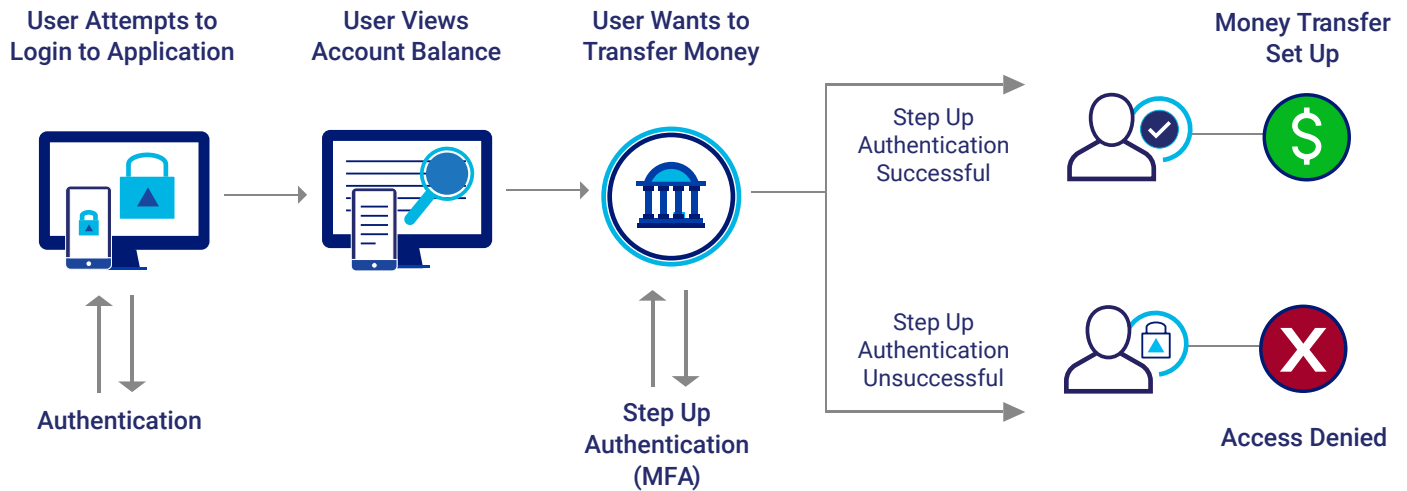 User Attempts to
Login to Application
User Views
Account Balance
User Wants to
Transfer Money
Money Transfer
Set Up
Step Up
Authentication
Successful
Step Up
Authentication
Unsuccessful
Authentication
Step Up
Authentication
(MFA)
Access Denied
$
X